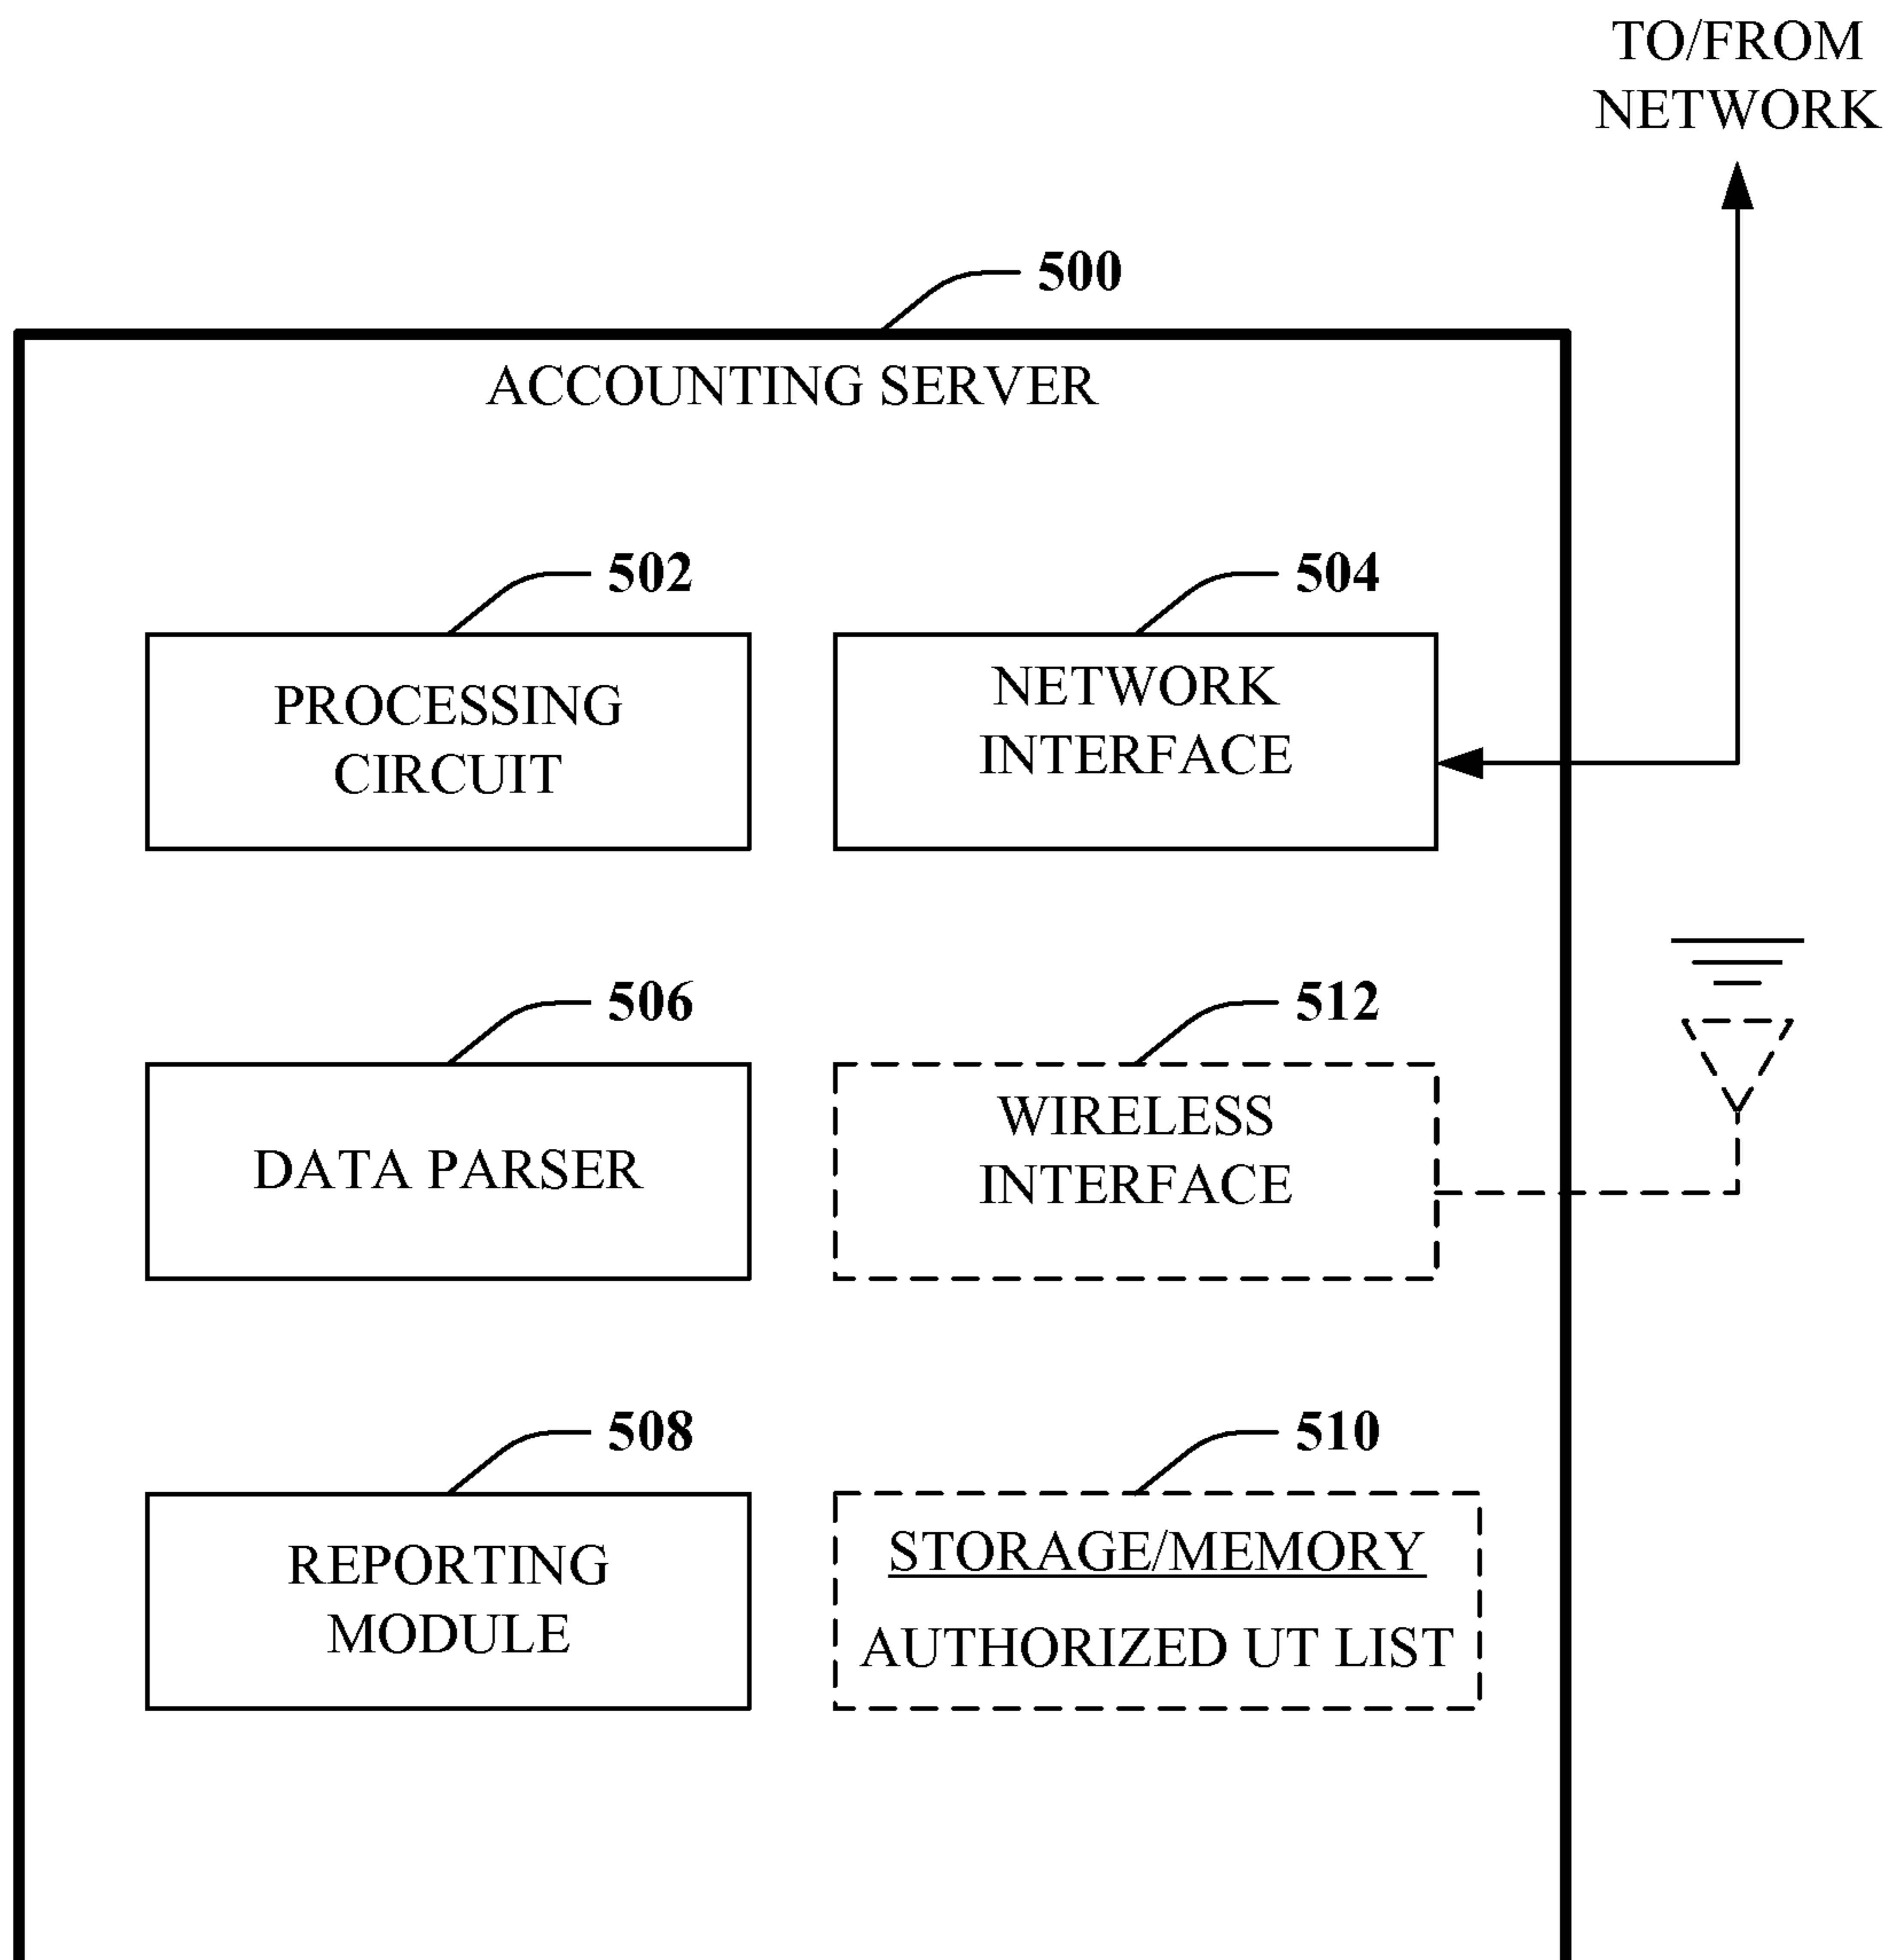 TO/FROM
NETWORK
500
ACCOUNTING SERVER
502
504
PROCESSING
CIRCUIT
NETWORK
INTERFACE
506
512
DATA PARSER
WIRELESS
INTERFACE
508
510
REPORTING
MODULE
STORAGE/MEMORY
AUTHORIZED UT LIST